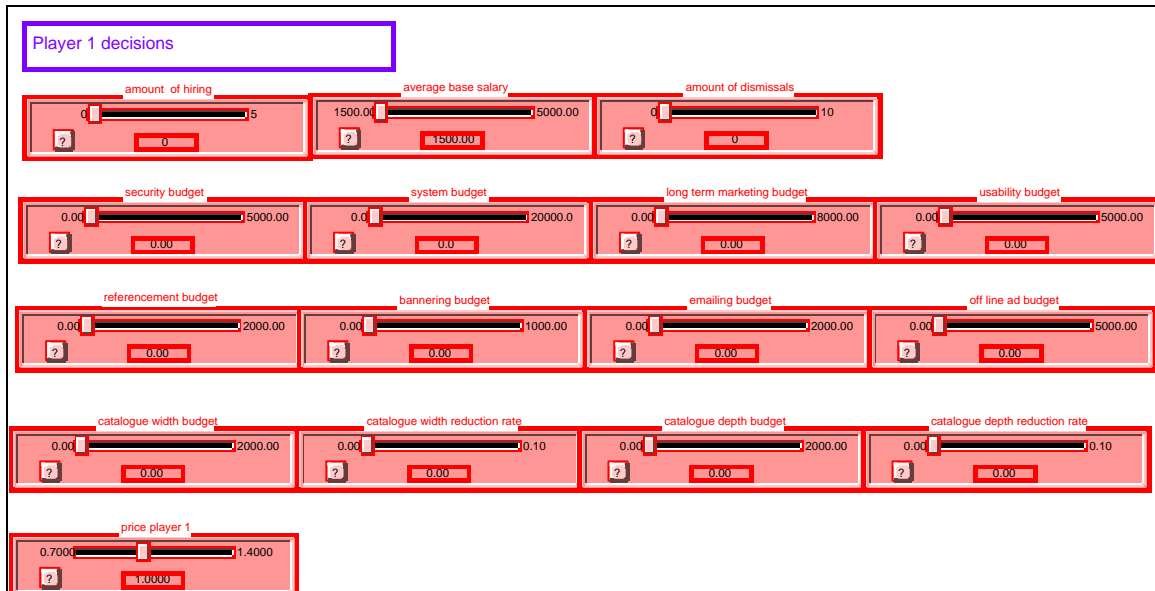 Player 1 decisions
amount of hiring average base salary amount of dismissals
0 5 1500.00 5000.00 0 10
? 0 ? 1500.00 ? 0
security budget system budget long term marketing budget usability budget
0.00 5000.00 0.0 20000.0 0.00 8000.00 0.00 5000.00
? 0.00 ? 0.0 ? 0.00 ? 0.00
referencement budget bannering budget emailing budget off line ad budget
0.00 2000.00 0.00 1000.00 0.00 2000.00 0.00 5000.00
? 0.00 ? 0.00 ? 0.00 ? 0.00
catalogue width budget catalogue width reduction rate catalogue depth budget catalogue depth reduction rate
0.00 2000.00 0.00 0.10 0.00 2000.00 0.00 0.10
? 0.00 ? 0.00 ? 0.00 ? 0.00
price player 1
0.7000 1.4000
? 1.0000